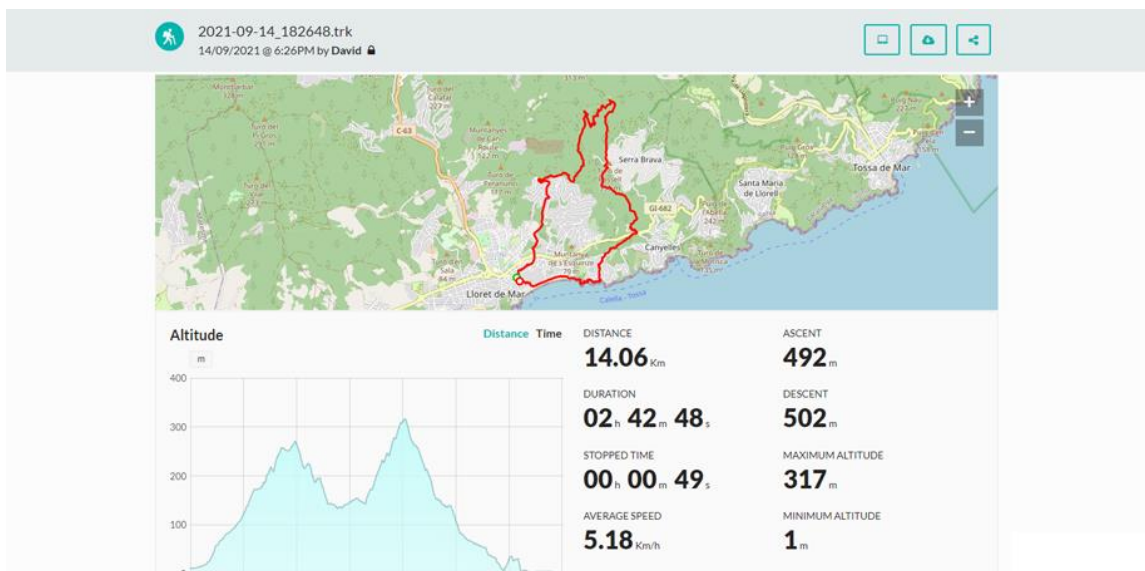 2021-09-14_182648.trk
14/09/2021 @ 6:26PM by David
+
−
C-63
Serra Brava
Tossa de Mar
Santa Maria
de Llorell
GI-682
Canyelles
Lloret de Mar
Calella - Tossa
Altitude
Distance Time
m
400
300
200
100
DISTANCE
14.06 Km
ASCENT
492 m
DURATION
02 h 42 m 48 s
DESCENT
502 m
STOPPED TIME
00 h 00 m 49 s
MAXIMUM ALTITUDE
317 m
AVERAGE SPEED
5.18 Km/h
MINIMUM ALTITUDE
1 m